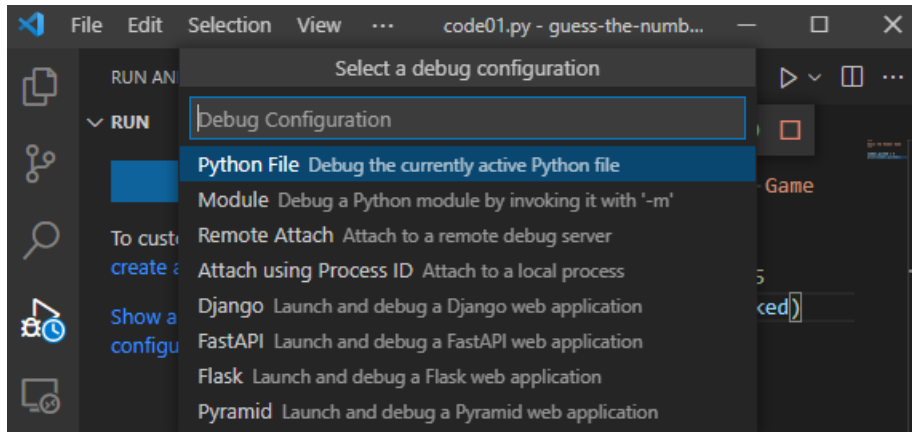 File Edit Selection View ··· code01.py - guess-the-numb...
Select a debug configuration
RUN AN
Debug Configuration
RUN
Python File Debug the currently active Python file
Game
Module Debug a Python module by invoking it with '-m'
To custo
Remote Attach Attach to a remote debug server
create a
Attach using Process ID Attach to a local process
5
Django Launch and debug a Django web application
ked)
Show a
FastAPI Launch and debug a FastAPI web application
configu
Flask Launch and debug a Flask web application
Pyramid Launch and debug a Pyramid web application